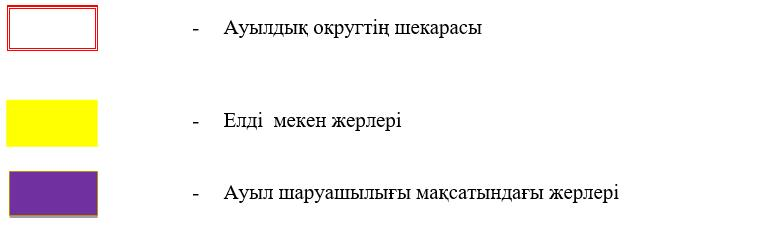 - Ауылдық округтің шекарасы
- Елді мекен жерлері
- Ауыл шаруашылығы мақсатындағы жерлері